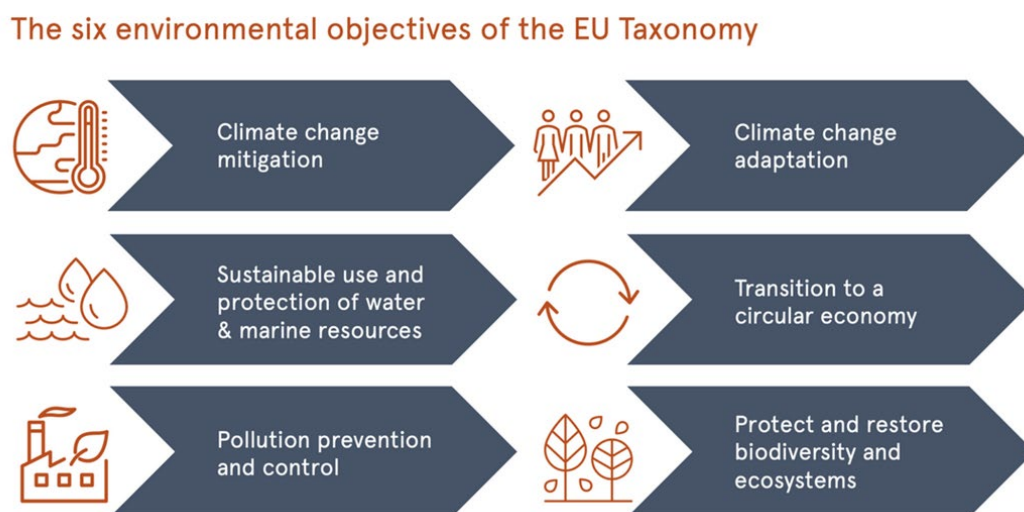 The six environmental objectives of the EU Taxonomy
Climate change
mitigation
Climate change
adaptation
Sustainable use and
protection of water
& marine resources
Transition to a
circular economy
Pollution prevention
and control
Protect and restore
biodiversity and
ecosystems